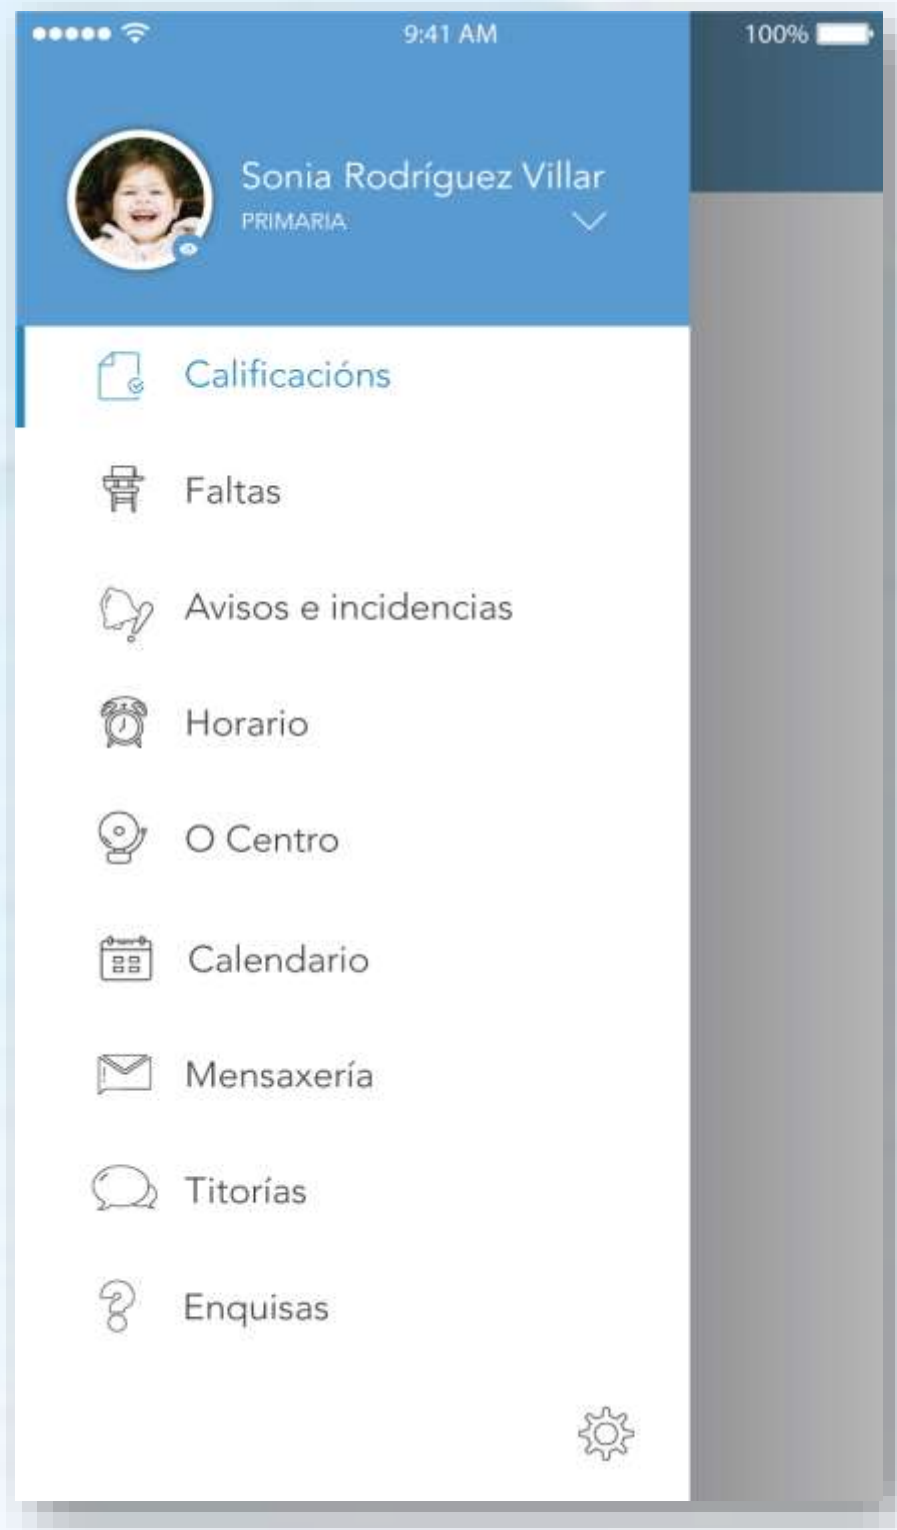 9:41 AM
100%
Sonia Rodríguez Villar
PRIMARIA
Calificacións
Faltas
Avisos e incidencias
Horario
O Centro
Calendario
Mensaxería
Titorías
Enquisas